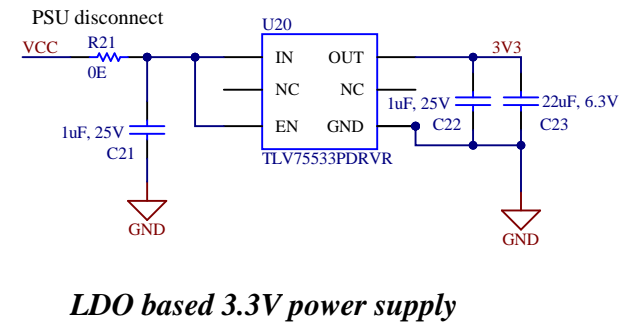 PSU disconnect
VCC
R21
0E
1uF, 25V
C21
GND
U20
IN
OUT
NC
NC
EN
GND
TLV75533PDRVR
3V3
1uF, 25V
C22
22uF, 6.3V
C23
GND
LDO based 3.3V power supply